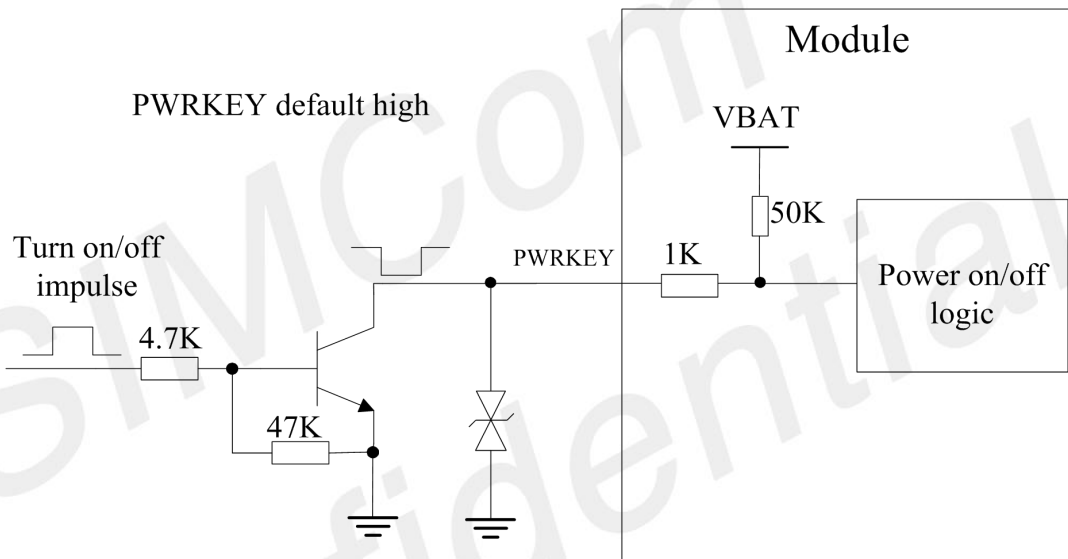 Module
PWRKEY default high
VBAT
50K
Turn on/off
impulse
PWRKEY
1K
Power on/off
logic
4.7K
47K
SIMCom
fidential